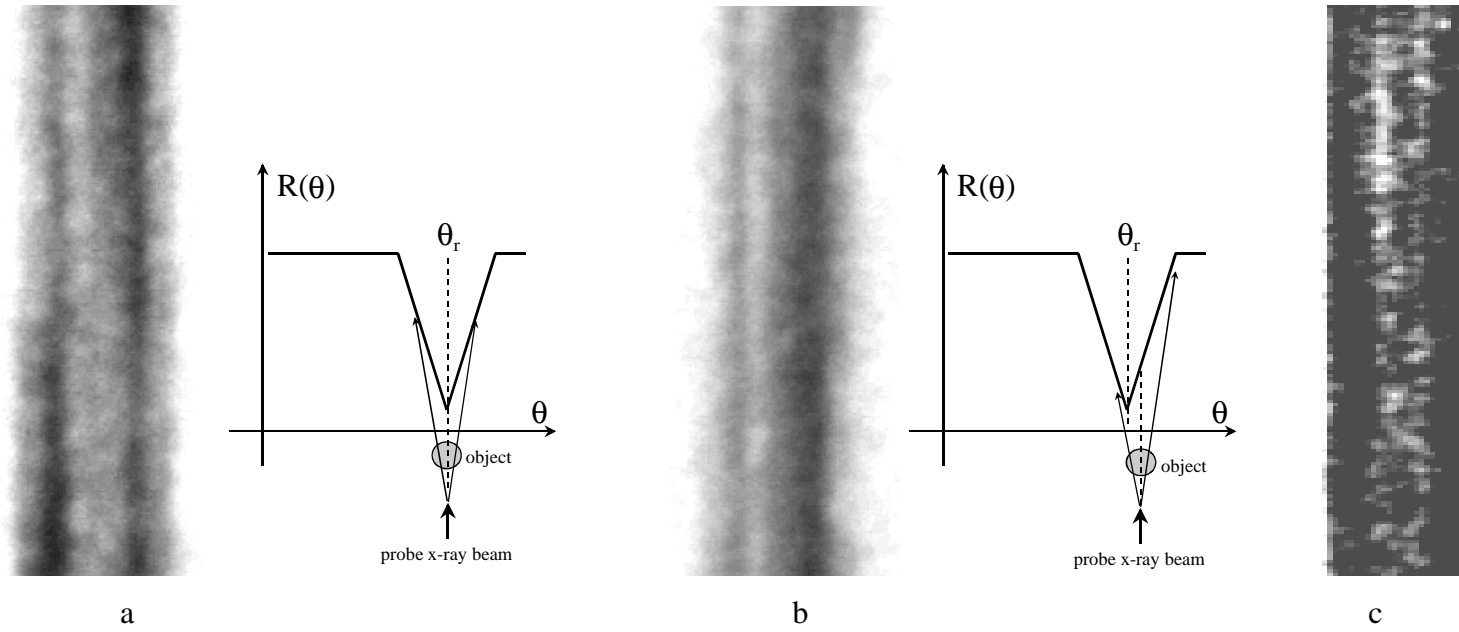 R(θ)
θr
θ
object
probe x-ray beam
R(θ)
θr
θ
object
probe x-ray beam
a
b
c